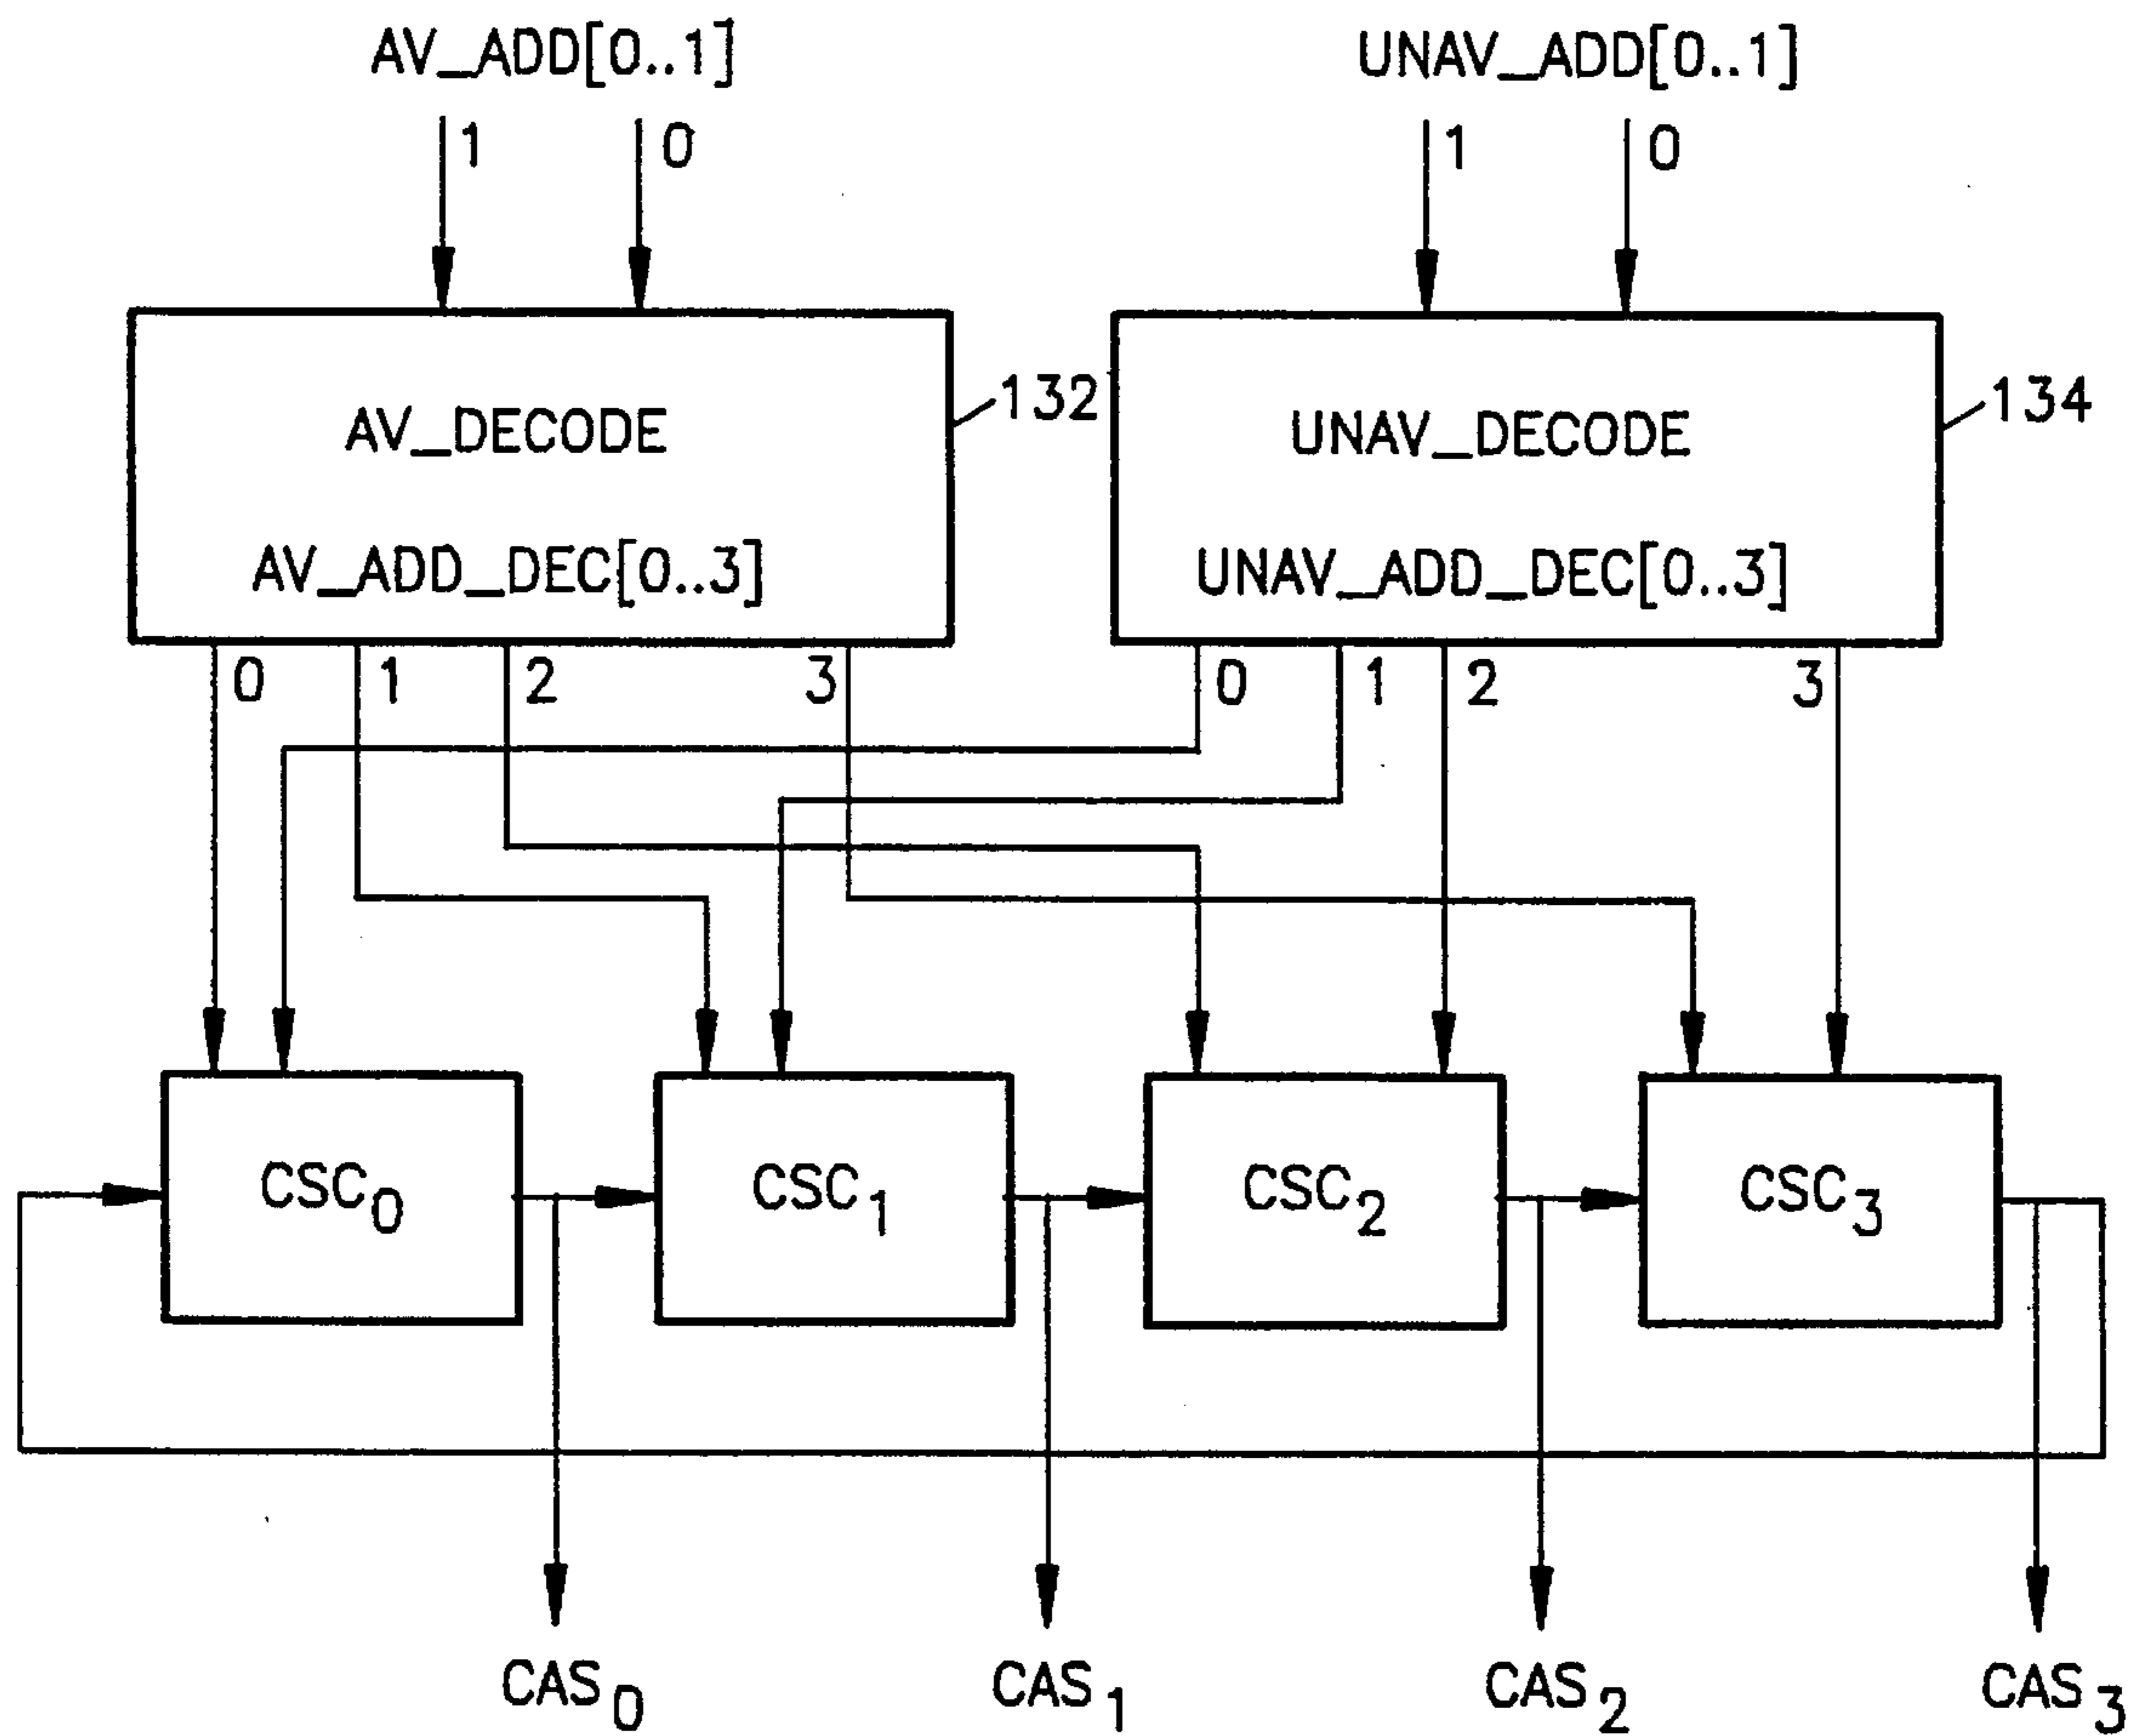 AV_ADD[0..1]
UNAV_ADD[0..1]
1
0
1
0
AV_DECODE
132
UNAV_DECODE
134
AV_ADD_DEC[0..3]
UNAV_ADD_DEC[0..3]
0
1
2
3
0
1
2
3
CSC0
CSC1
CSC2
CSC3
CAS0
CAS1
CAS2
CAS3